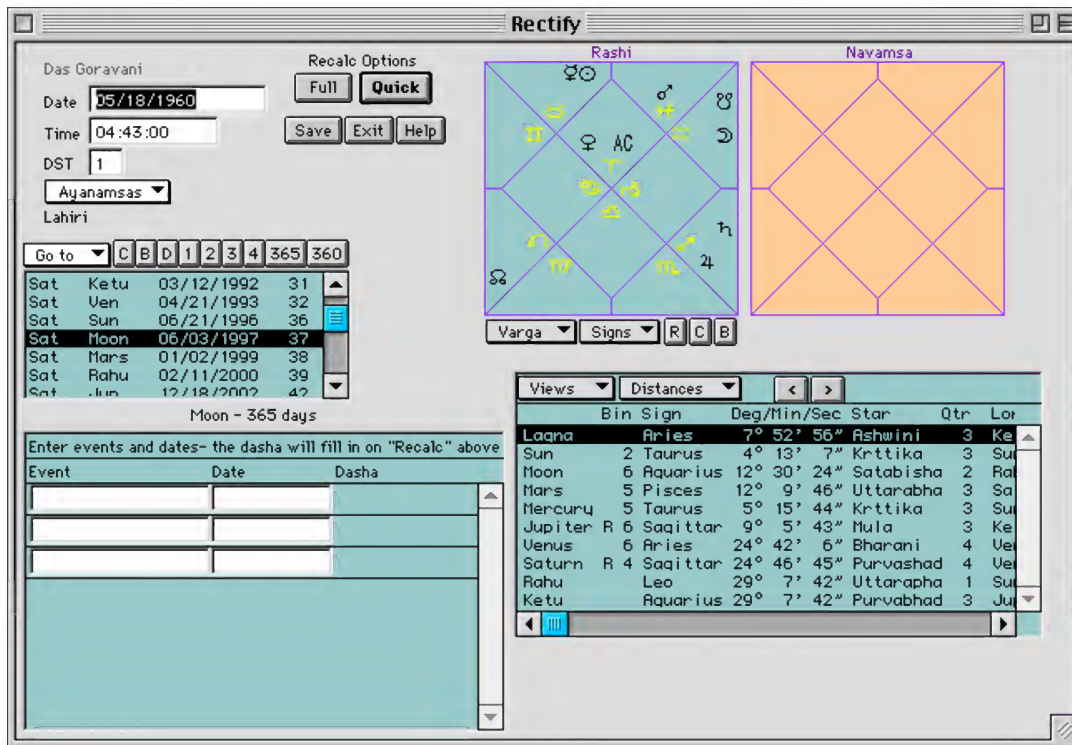 Rectify
Das Goravani
Date 05/18/1960
Time 04:43:00
DST 1
Ayanamsas
Lahiri
Recalc Options
Full Quick
Save Exit Help
Go to C B D 1 2 3 4 365 360
Sat Ketu 03/12/1992 31
Sat Ven 04/21/1993 32
Sat Sun 06/21/1996 36
Sat Moon 06/03/1997 37
Sat Mars 01/02/1999 38
Sat Rahu 02/11/2000 39
Sat Jup 12/18/2002 42
Moon - 365 days
Enter events and dates- the dasha will fill in on "Recalc" above
Event Date Dasha
Rashi
☿☉
♂ ☋
☽
♀ AC
♄
♃
☊
Navamsa
Varga Signs R C B
Views Distances < >
Bin Sign Deg/Min/Sec Star Qtr Lor
Lagna Aries 7° 52' 56" Ashwini 3 Ke
Sun 2 Taurus 4° 13' 7" Krttika 3 Su
Moon 6 Aquarius 12° 30' 24" Satabisha 2 Ra
Mars 5 Pisces 12° 9' 46" Uttarabha 3 Sa
Mercury 5 Taurus 5° 15' 44" Krttika 3 Su
Jupiter R 6 Sagittar 9° 5' 43" Mula 3 Ke
Venus 6 Aries 24° 42' 6" Bharani 4 Ve
Saturn R 4 Sagittar 24° 46' 45" Purvashad 4 Ve
Rahu Leo 29° 7' 42" Uttarapha 1 Su
Ketu Aquarius 29° 7' 42" Purvabhad 3 Ju